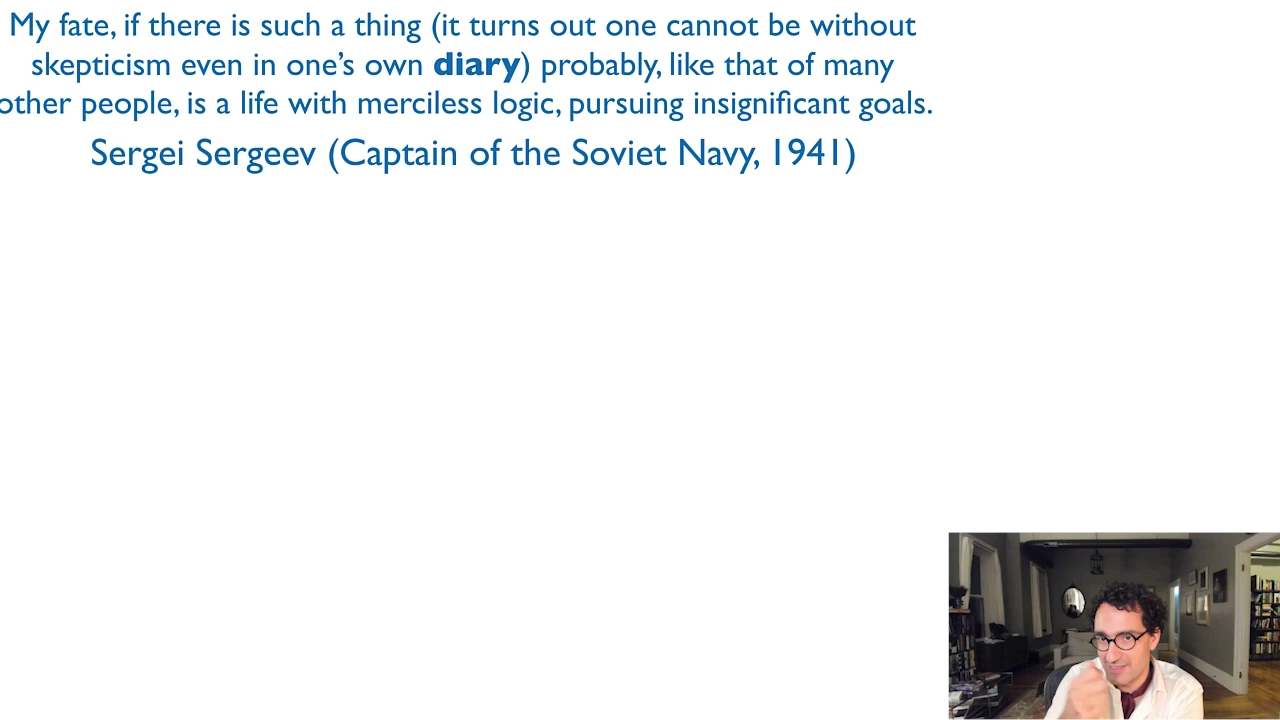 My fate, if there is such a thing (it turns out one cannot be without
skepticism even in one’s own diary) probably, like that of many
other people, is a life with merciless logic, pursuing insignificant goals.
Sergei Sergeev (Captain of the Soviet Navy, 1941)